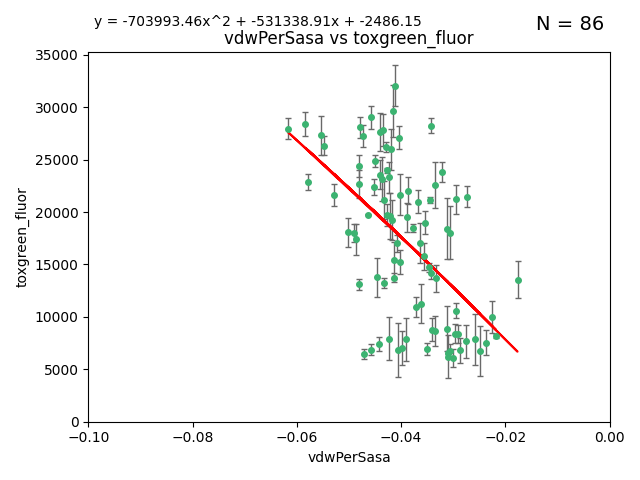 y = -703993.46x^2 + -531338.91x + -2486.15
N = 86
vdwPerSasa vs toxgreen_fluor
35000
30000
25000
20000
15000
10000
5000
0
toxgreen_fluor
−0.10 −0.08 −0.06 −0.04 −0.02 0.00
vdwPerSasa